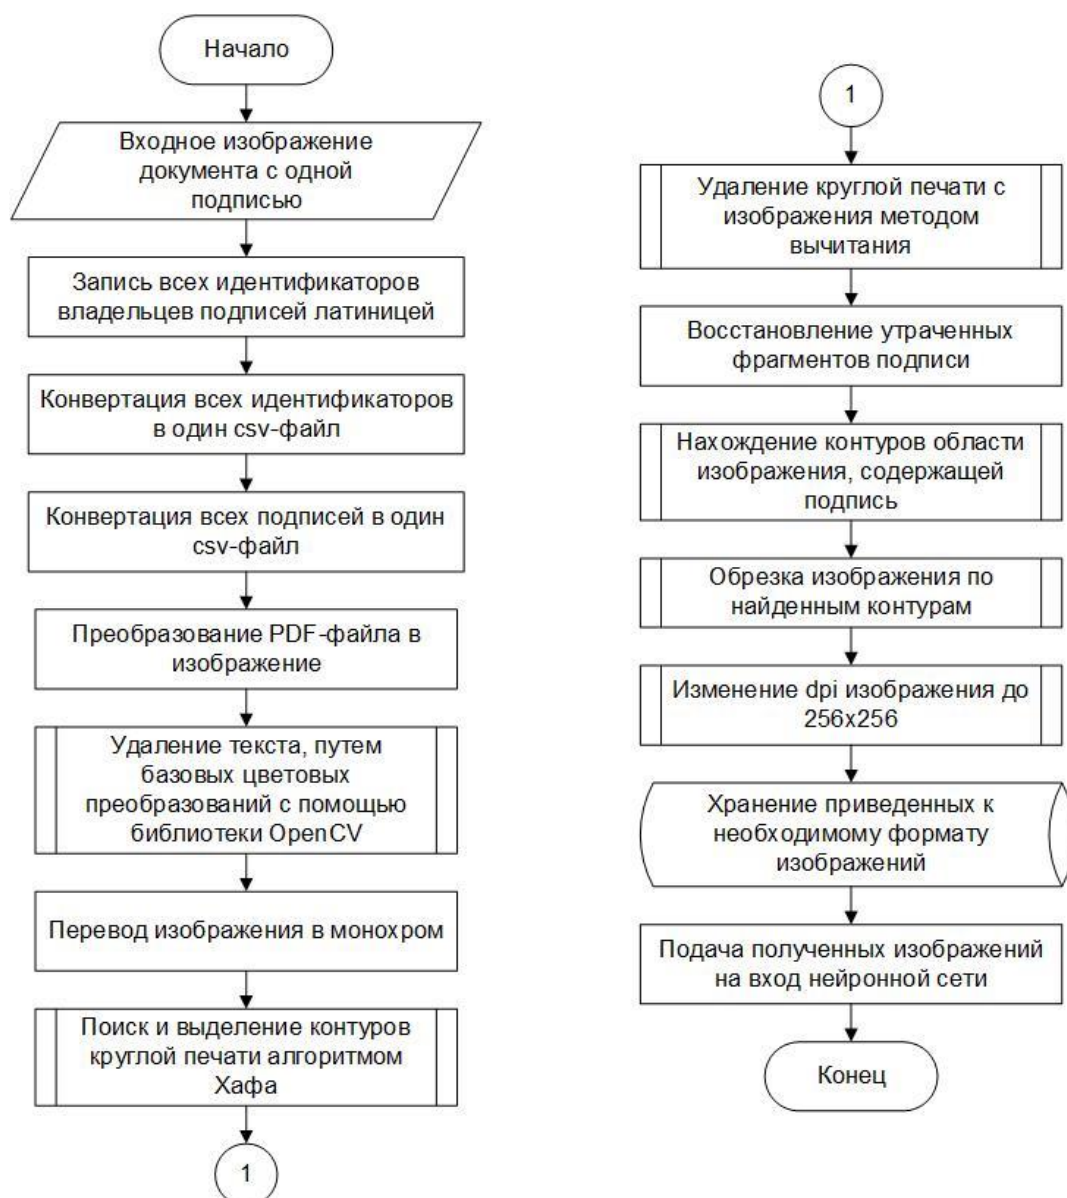 Начало
Входное изображение
документа с одной
подписью
Запись всех идентификаторов
владельцев подписей латиницей
Конвертация всех идентификаторов
в один csv-файл
Конвертация всех подписей в один
csv-файл
Преобразование PDF-файла в
изображение
Удаление текста, путем
базовых цветовых
преобразований с помощью
библиотеки OpenCV
Перевод изображения в монохром
Поиск и выделение контуров
круглой печати алгоритмом
Хафа
1
1
Удаление круглой печати с
изображения методом
вычитания
Восстановление утраченных
фрагментов подписи
Нахождение контуров области
изображения, содержащей
подпись
Обрезка изображения по
найденным контурам
Изменение dpi изображения до
256x256
Хранение приведенных к
необходимому формату
изображений
Подача полученных изображений
на вход нейронной сети
Конец